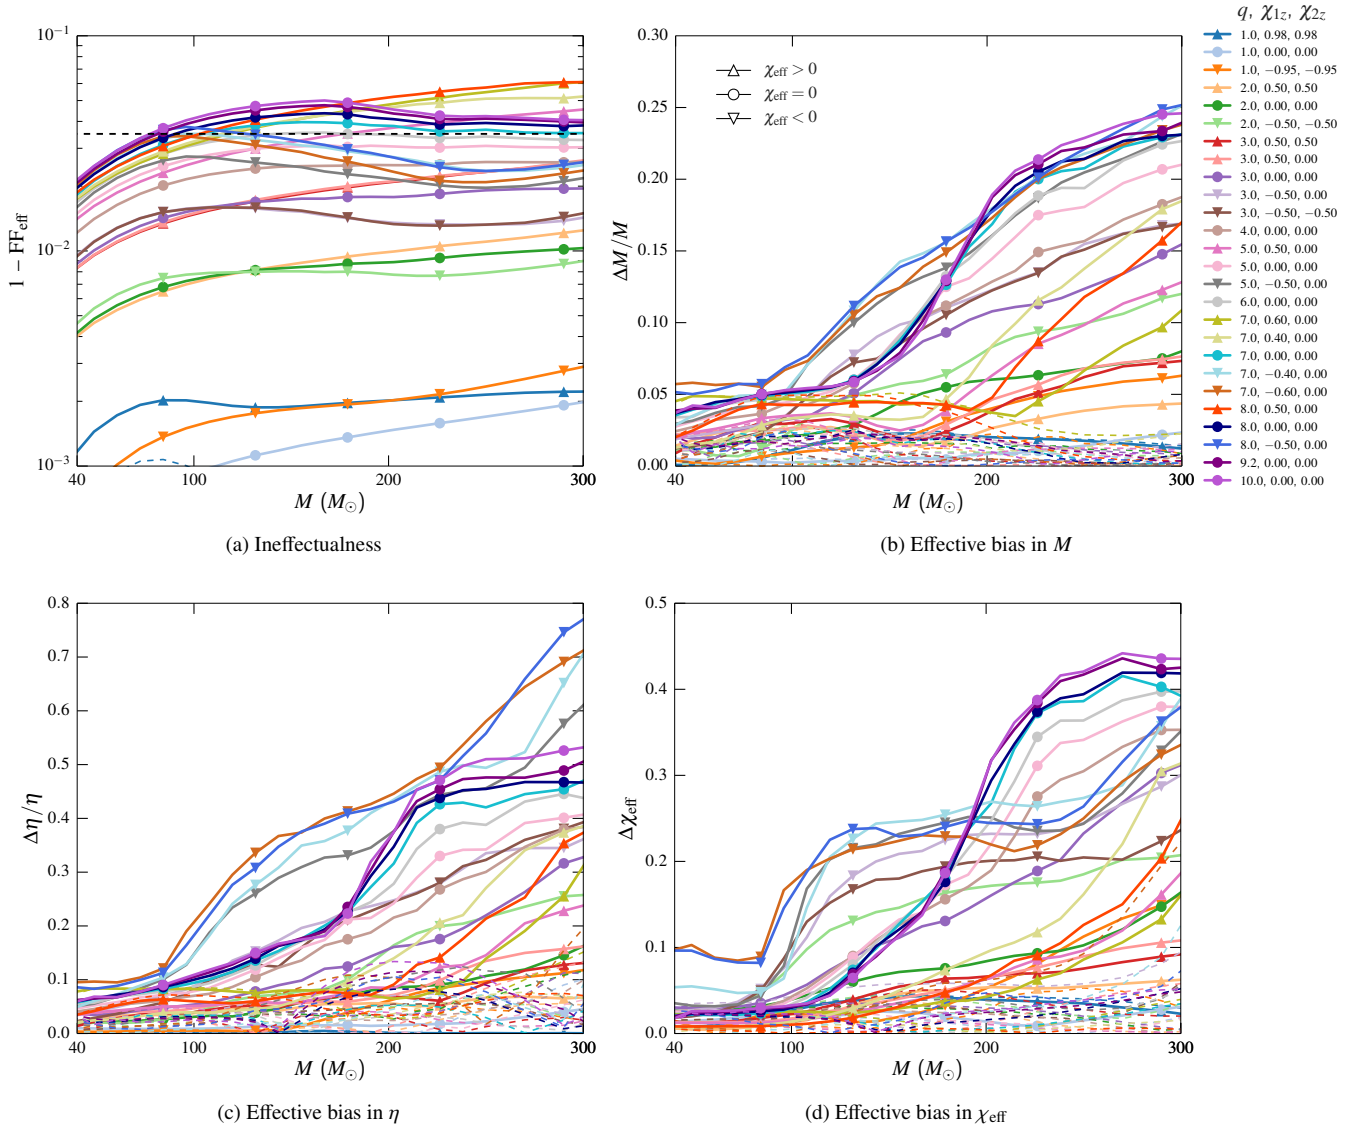 10⁻¹
10⁻²
10⁻³
1 − FF_eff
40
100
200
300
M (M⊙)
(a) Ineffectualness
0.30
0.25
0.20
0.15
0.10
0.05
0.00
ΔM/M
χ_eff > 0
χ_eff = 0
χ_eff < 0
40
100
200
300
M (M⊙)
(b) Effective bias in M
q, χ_1z, χ_2z
1.0, 0.98, 0.98
1.0, 0.00, 0.00
1.0, −0.95, −0.95
2.0, 0.50, 0.50
2.0, 0.00, 0.00
2.0, −0.50, −0.50
3.0, 0.50, 0.50
3.0, 0.50, 0.00
3.0, 0.00, 0.00
3.0, −0.50, 0.00
3.0, −0.50, −0.50
4.0, 0.00, 0.00
5.0, 0.50, 0.00
5.0, 0.00, 0.00
5.0, −0.50, 0.00
6.0, 0.00, 0.00
7.0, 0.60, 0.00
7.0, 0.40, 0.00
7.0, 0.00, 0.00
7.0, −0.40, 0.00
7.0, −0.60, 0.00
8.0, 0.50, 0.00
8.0, 0.00, 0.00
8.0, −0.50, 0.00
9.2, 0.00, 0.00
10.0, 0.00, 0.00
0.8
0.7
0.6
0.5
0.4
0.3
0.2
0.1
0.0
Δη/η
40
100
200
300
M (M⊙)
(c) Effective bias in η
0.5
0.4
0.3
0.2
0.1
0.0
Δχ_eff
40
100
200
300
M (M⊙)
(d) Effective bias in χ_eff